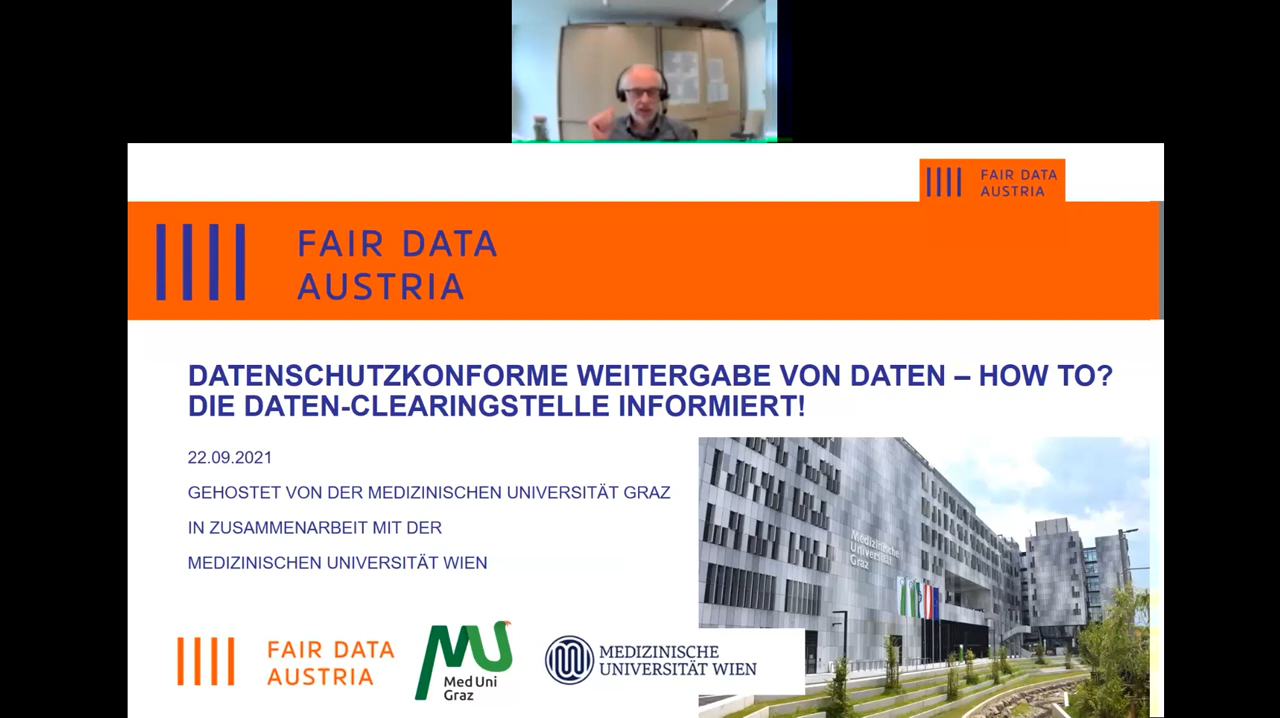 FAIR DATA
AUSTRIA
FAIR DATA
AUSTRIA
DATENSCHUTZKONFORME WEITERGABE VON DATEN – HOW TO?
DIE DATEN-CLEARINGSTELLE INFORMIERT!
22.09.2021
GEHOSTET VON DER MEDIZINISCHEN UNIVERSITÄT GRAZ
IN ZUSAMMENARBEIT MIT DER
MEDIZINISCHEN UNIVERSITÄT WIEN
Medizinische
Universität
Graz
FAIR DATA
AUSTRIA
MU
Med Uni
Graz
MEDIZINISCHE
UNIVERSITÄT WIEN